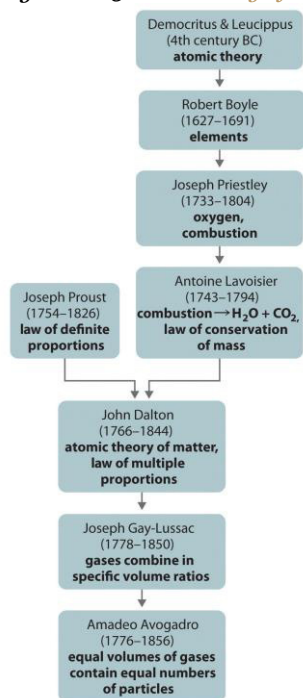 Democritus & Leucippus
(4th century BC)
atomic theory
Robert Boyle
(1627–1691)
elements
Joseph Priestley
(1733–1804)
oxygen,
combustion
Antoine Lavoisier
(1743–1794)
combustion → H₂O + CO₂,
law of conservation
of mass
Joseph Proust
(1754–1826)
law of definite
proportions
John Dalton
(1766–1844)
atomic theory of matter,
law of multiple
proportions
Joseph Gay-Lussac
(1778–1850)
gases combine in
specific volume ratios
Amadeo Avogadro
(1776–1856)
equal volumes of gases
contain equal numbers
of particles